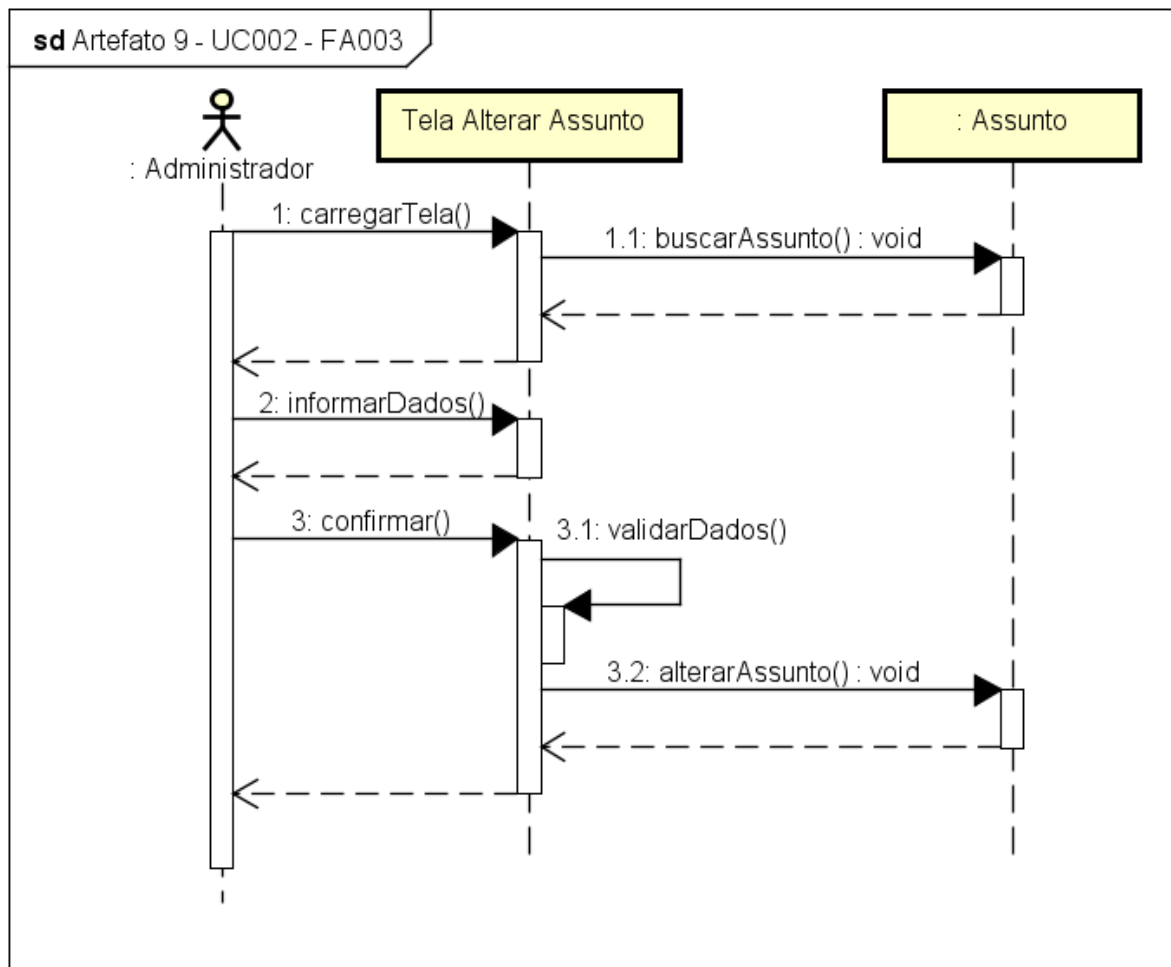 sd Artefato 9 - UC002 - FA003
Tela Alterar Assunto
: Assunto
: Administrador
1: carregarTela()
1.1: buscarAssunto() : void
2: informarDados()
3: confirmar()
3.1: validarDados()
3.2: alterarAssunto() : void